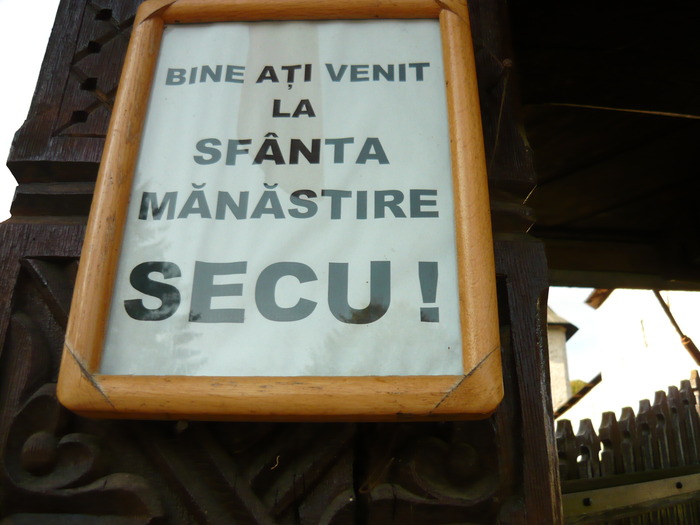 BINE AȚI VENIT
LA
SFÂNTA
MĂNĂSTIRE
SECU!